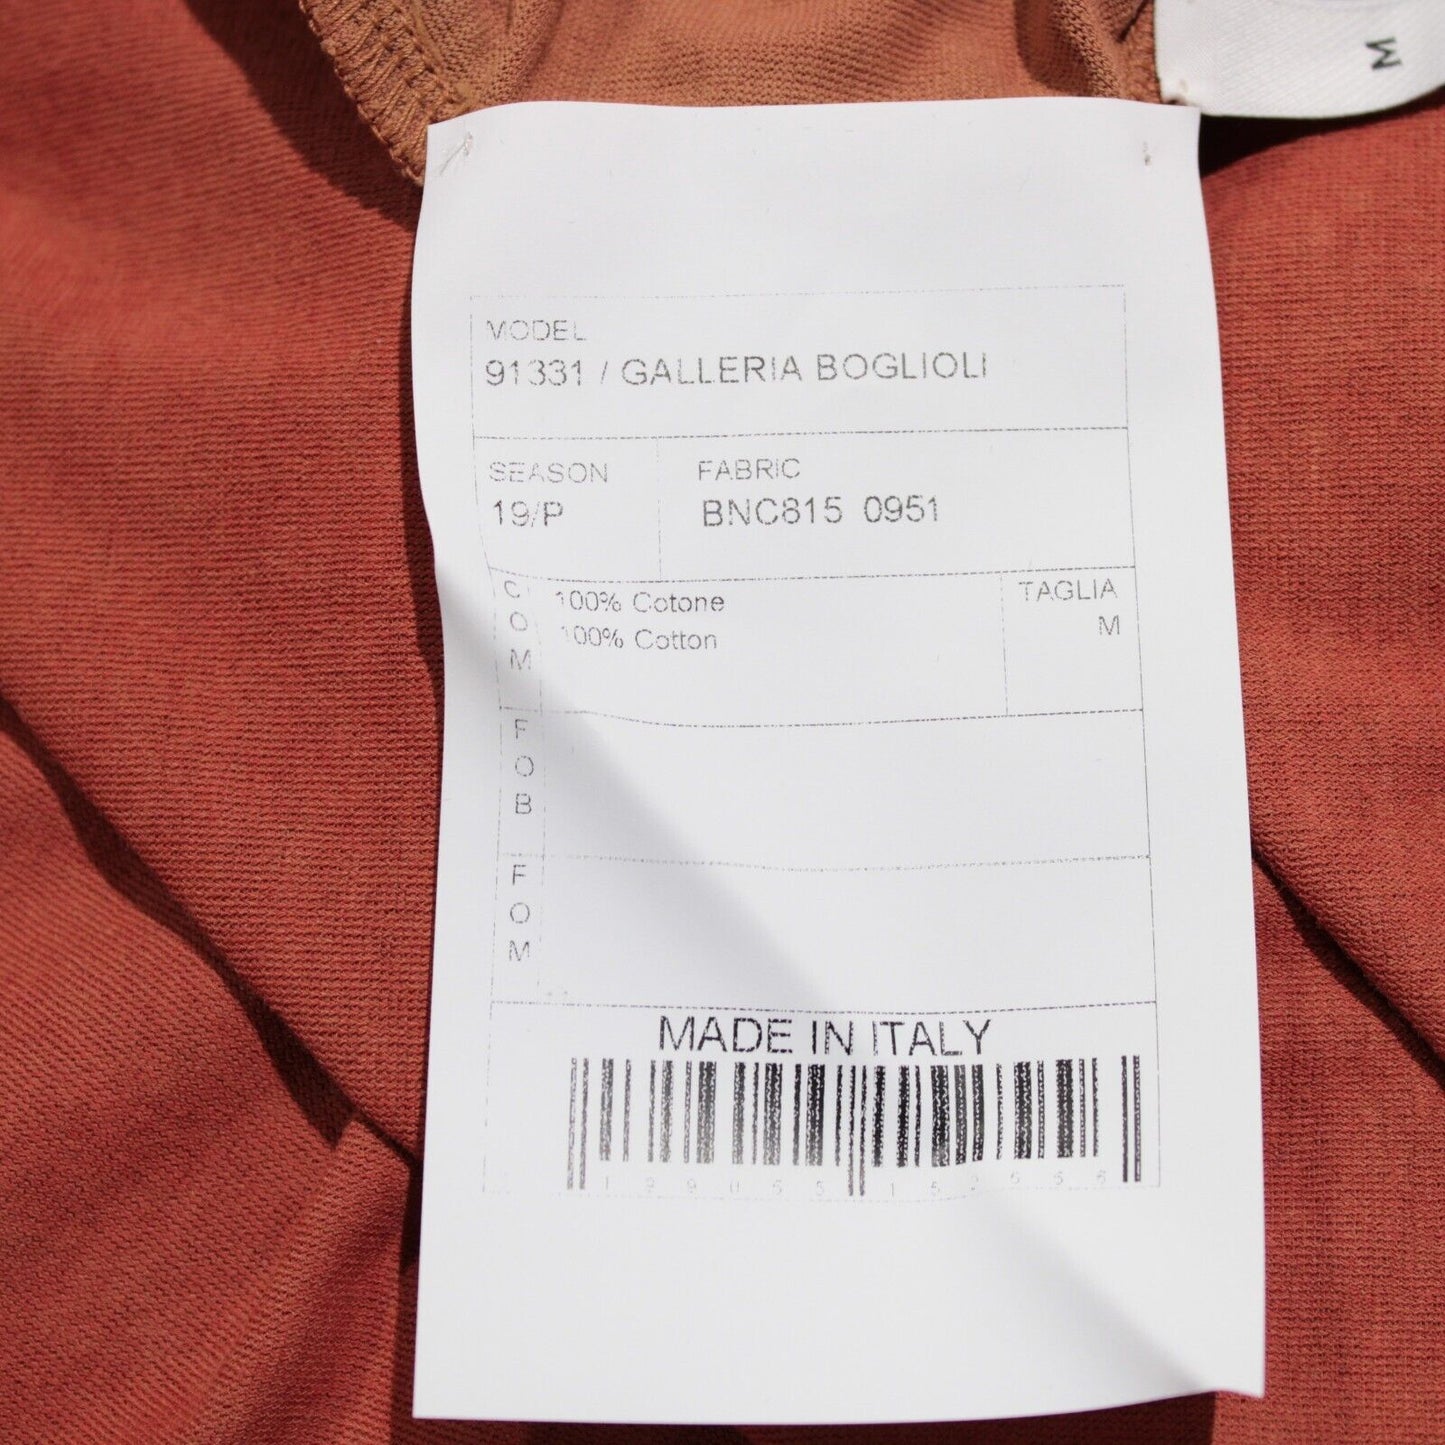 M
MODEL
91331 / GALLERIA BOGLIOLI
SEASON
FABRIC
19/P
BNC815 0951
COM
100% Cotone
100% Cotton
TAGLIA
M
FOB
FOM
MADE IN ITALY